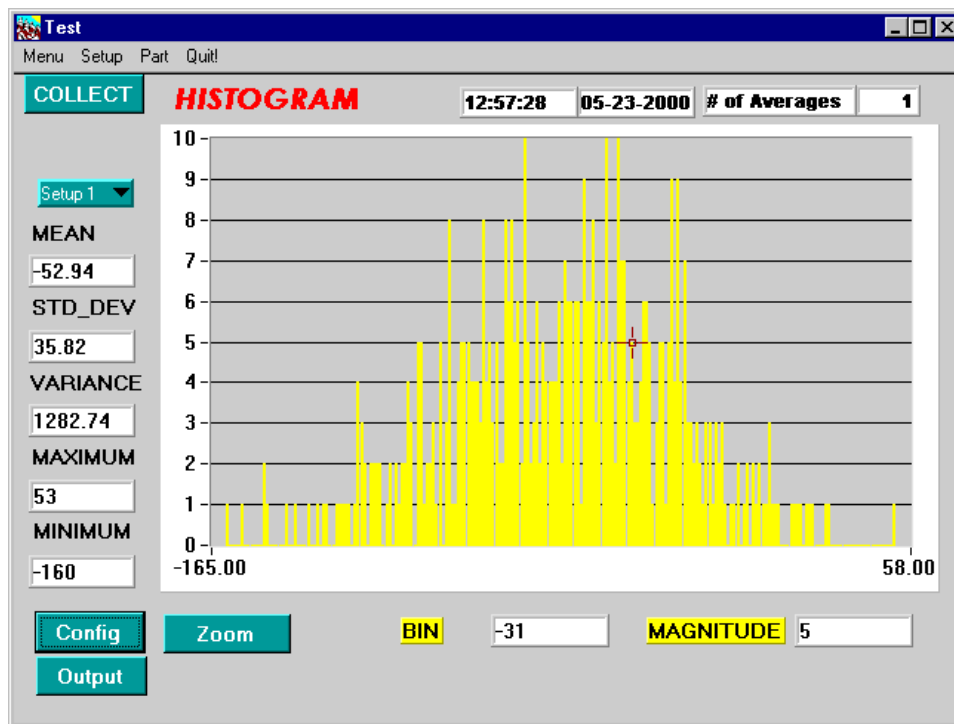 Test
Menu Setup Part Quit!
COLLECT
HISTOGRAM
12:57:28 05-23-2000 # of Averages 1
Setup 1
MEAN
-52.94
STD_DEV
35.82
VARIANCE
1282.74
MAXIMUM
53
MINIMUM
-160
10
9
8
7
6
5
4
3
2
1
0
-165.00 58.00
Config
Zoom
BIN -31 MAGNITUDE 5
Output